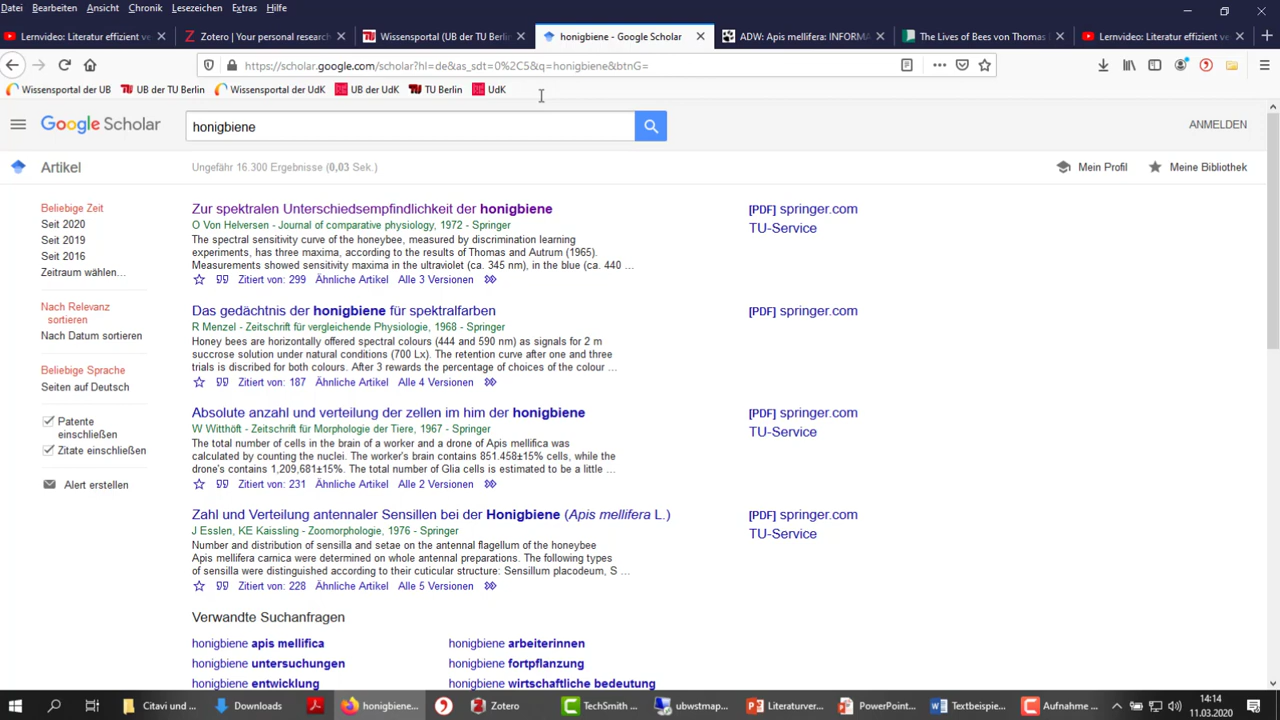 Datei Bearbeiten Ansicht Chronik Lesezeichen Extras Hilfe
Lernvideo: Literatur effizient ve Zotero | Your personal research Wissensportal (UB der TU Berlin honigbiene - Google Scholar ADW: Apis mellifera: INFORMA The Lives of Bees von Thomas Lernvideo: Literatur effizient ve
https://scholar.google.com/scholar?hl=de&as_sdt=0%2C5&q=honigbiene&btnG=
Wissensportal der UB UB der TU Berlin Wissensportal der UdK UB der UdK TU Berlin UdK
Google Scholar honigbiene ANMELDEN
Artikel Ungefähr 16.300 Ergebnisse (0,03 Sek.) Mein Profil Meine Bibliothek
Beliebige Zeit
Seit 2020
Seit 2019
Seit 2016
Zeitraum wählen...
Nach Relevanz
sortieren
Nach Datum sortieren
Beliebige Sprache
Seiten auf Deutsch
Patente
einschließen
Zitate einschließen
Alert erstellen
Zur spektralen Unterschiedsempfindlichkeit der honigbiene
O Von Helversen - Journal of comparative physiology, 1972 - Springer
The spectral sensitivity curve of the honeybee, measured by discrimination learning
experiments, has three maxima, according to the results of Thomas and Autrum (1965).
Measurements showed sensitivity maxima in the ultraviolet (ca. 345 nm), in the blue (ca. 440 ...
Zitiert von: 299 Ähnliche Artikel Alle 3 Versionen
[PDF] springer.com
TU-Service
Das gedächtnis der honigbiene für spektralfarben
R Menzel - Zeitschrift für vergleichende Physiologie, 1968 - Springer
Honey bees are horizontally offered spectral colours (444 and 590 nm) as signals for 2 m
succrose solution under natural conditions (700 Lx). The retention curve after one and three
trials is discribed for both colours. After 3 rewards the percentage of choices of the colour ...
Zitiert von: 187 Ähnliche Artikel Alle 4 Versionen
[PDF] springer.com
Absolute anzahl und verteilung der zellen im him der honigbiene
W Witthöft - Zeitschrift für Morphologie der Tiere, 1967 - Springer
The total number of cells in the brain of a worker and a drone of Apis mellifica was
calculated by counting the nuclei. The worker's brain contains 851.458±15% cells, while the
drone's contains 1,209,681±15%. The total number of Glia cells is estimated to be a little ...
Zitiert von: 231 Ähnliche Artikel Alle 2 Versionen
[PDF] springer.com
TU-Service
Zahl und Verteilung antennaler Sensillen bei der Honigbiene (Apis mellifera L.)
J Esslen, KE Kaissling - Zoomorphologie, 1976 - Springer
Number and distribution of sensilla and setae on the antennal flagellum of the honeybee
Apis mellifera carnica were determined on whole antennal preparations. The following types
of sensilla were distinguished according to their cuticular structure: Sensillum placodeum, S ...
Zitiert von: 228 Ähnliche Artikel Alle 5 Versionen
[PDF] springer.com
TU-Service
Verwandte Suchanfragen
honigbiene apis mellifica honigbiene arbeiterinnen
honigbiene untersuchungen honigbiene fortpflanzung
honigbiene entwicklung honigbiene wirtschaftliche bedeutung
Citavi und ... Downloads honigbiene... Zotero TechSmith ... ubwstmap... Literaturver... PowerPoint... Textbeispie... Aufnahme ... 14:14
11.03.2020